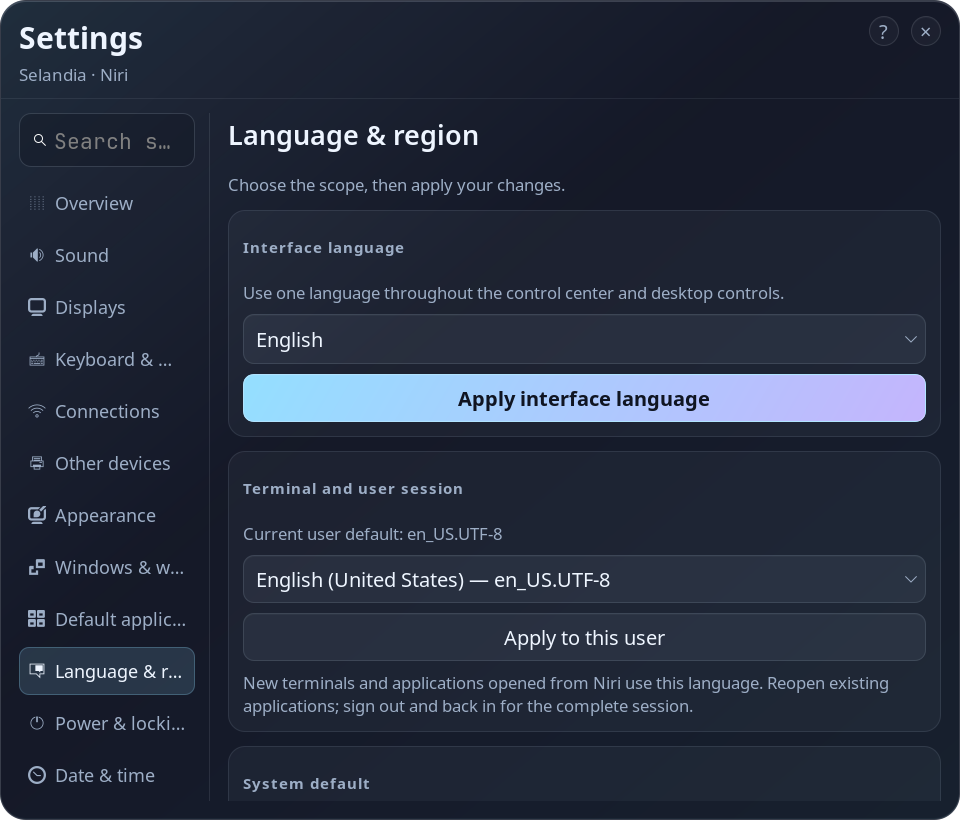 Settings
Selandia · Niri
?
×
Search s…
Overview
Sound
Displays
Keyboard & …
Connections
Other devices
Appearance
Windows & w…
Default applic…
Language & r…
Power & locki…
Date & time
Language & region
Choose the scope, then apply your changes.
Interface language
Use one language throughout the control center and desktop controls.
English
Apply interface language
Terminal and user session
Current user default: en_US.UTF-8
English (United States) — en_US.UTF-8
Apply to this user
New terminals and applications opened from Niri use this language. Reopen existing
applications; sign out and back in for the complete session.
System default